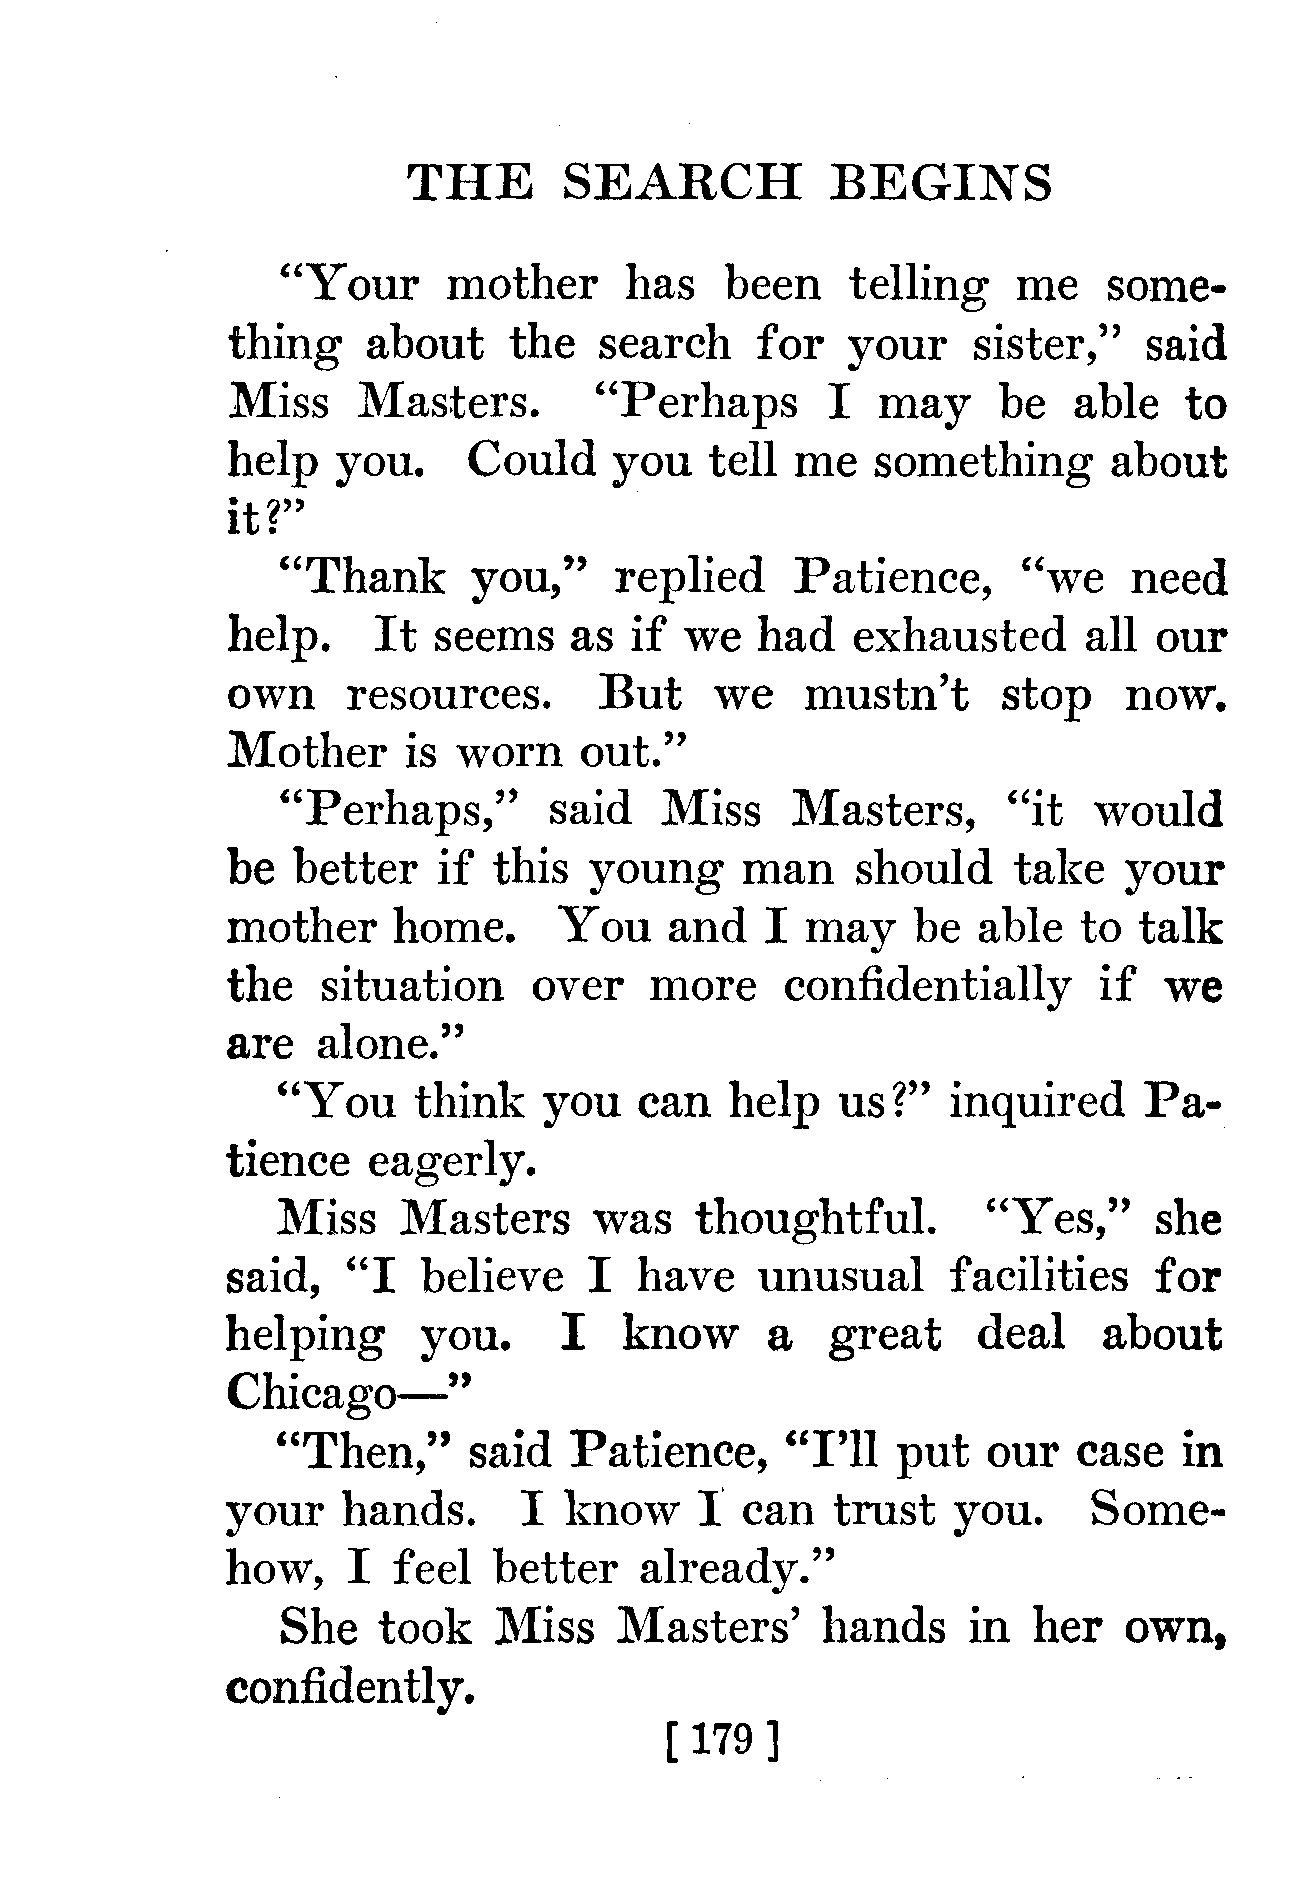 THE SEARCH BEGINS
“Your mother has been telling me some-
thing about the search for your sister,” said
Miss Masters. “Perhaps I may be able to
help you. Could you tell me something about
it?”
“Thank you,” replied Patience, “we need
help. It seems as if we had exhausted all our
own resources. But we mustn’t stop now.
Mother is worn out.”
“Perhaps,” said Miss Masters, “it would
be better if this young man should take your
mother home. You and I may be able to talk
the situation over more confidentially if we
are alone.”
“You think you can help us?” inquired Pa-
tience eagerly.
Miss Masters was thoughtful. “Yes,” she
said, “I believe I have unusual facilities for
helping you. I know a great deal about
Chicago—”
“Then,” said Patience, “I’ll put our case in
your hands. I know I can trust you. Some-
how, I feel better already.”
She took Miss Masters’ hands in her own,
confidently.
[ 179 ]